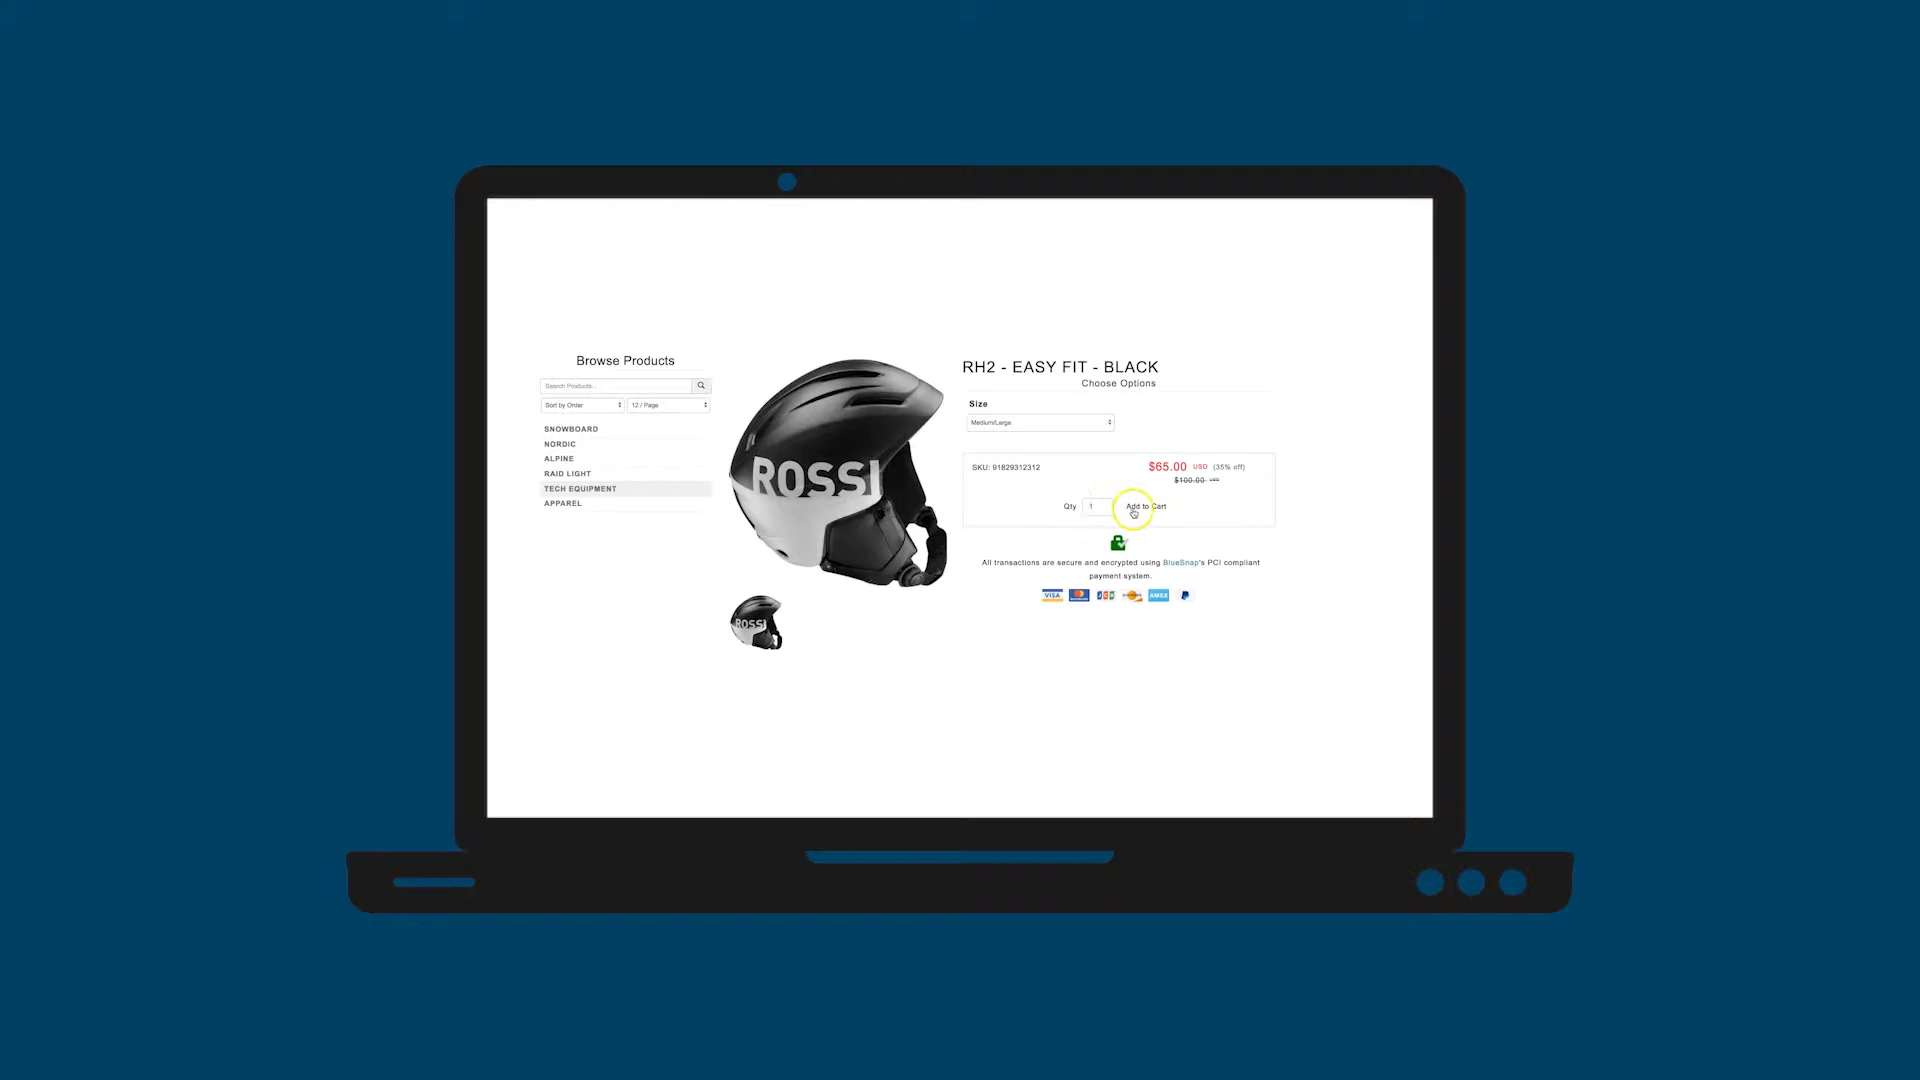 Browse Products
Search Products...
Sort by Order
12 / Page
SNOWBOARD
NORDIC
ALPINE
RAID LIGHT
TECH EQUIPMENT
APPAREL
ROSSI
ROSSI
RH2 - EASY FIT - BLACK
Choose Options
Size
Medium/Large
SKU: 91829312312
$65.00 USD (35% off)
$100.00 USD
Qty 1 Add to Cart
All transactions are secure and encrypted using BlueSnap's PCI compliant
payment system.
VISA
JCB
AMEX